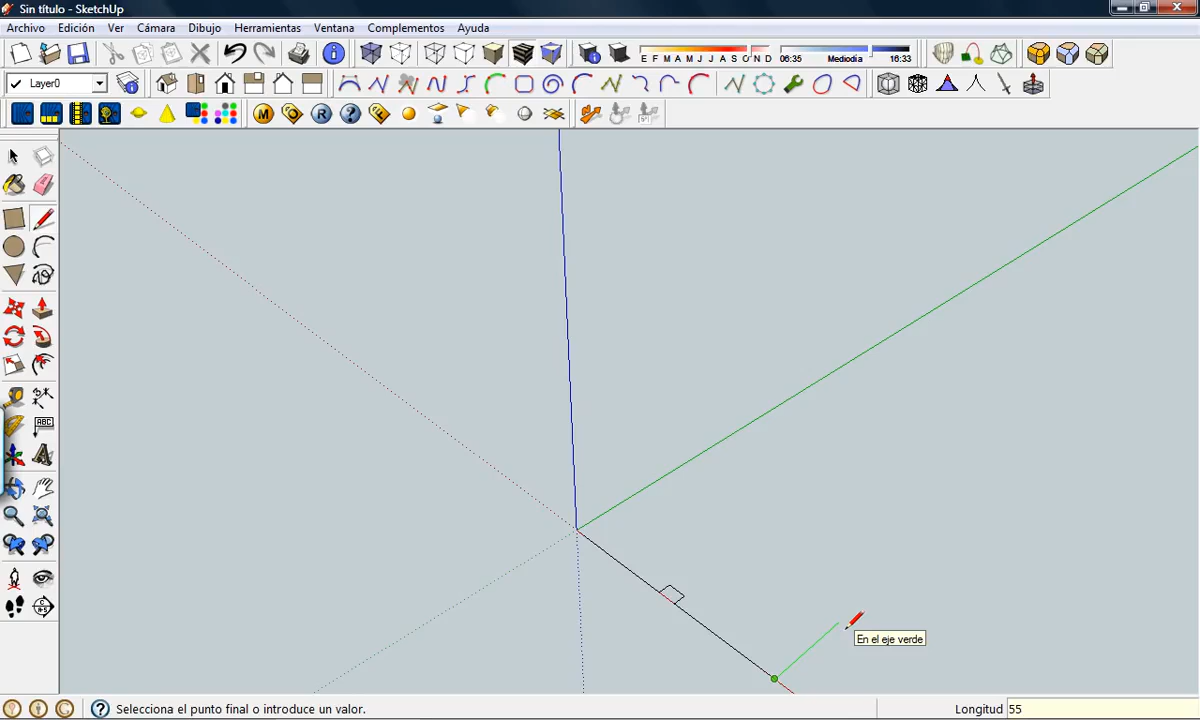 Sin título - SketchUp
Archivo Edición Ver Cámara Dibujo Herramientas Ventana Complementos Ayuda
E F M A M J J A S O N D 06:35 Mediodía 16:33
Layer0
M R ?
ABC
En el eje verde
? Selecciona el punto final o introduce un valor. Longitud 55